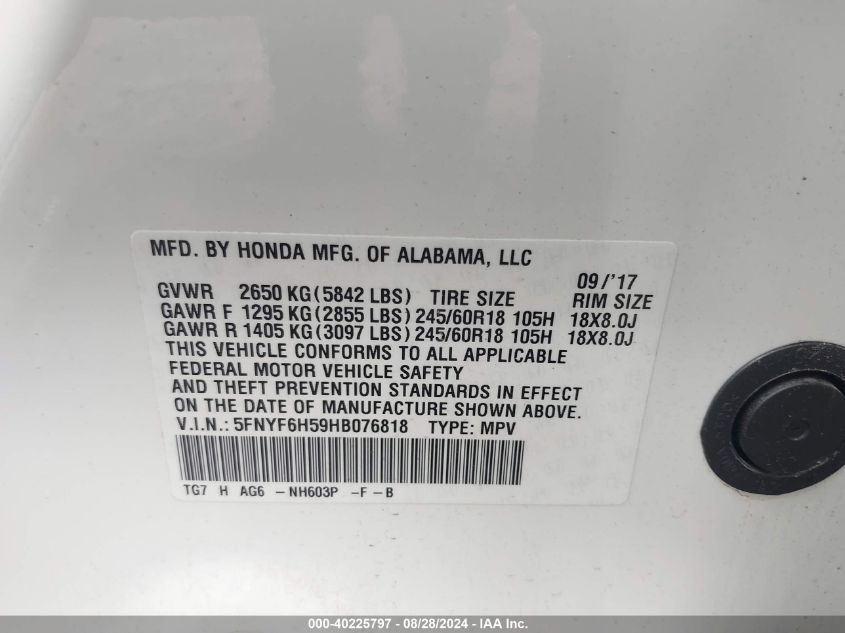 MFD. BY HONDA MFG. OF ALABAMA, LLC
09/'17
GVWR 2650 KG(5842 LBS) TIRE SIZE RIM SIZE
GAWR F 1295 KG(2855 LBS)245/60R18 105H 18X8.0J
GAWR R 1405 KG(3097 LBS)245/60R18 105H 18X8.0J
THIS VEHICLE CONFORMS TO ALL APPLICABLE
FEDERAL MOTOR VEHICLE SAFETY
AND THEFT PREVENTION STANDARDS IN EFFECT
ON THE DATE OF MANUFACTURE SHOWN ABOVE.
V.I.N.: 5FNYF6H59HB076818 TYPE: MPV
TG7 H AG6 -NH603P -F-B
000-40225797 - 08/28/2024 - IAA Inc.